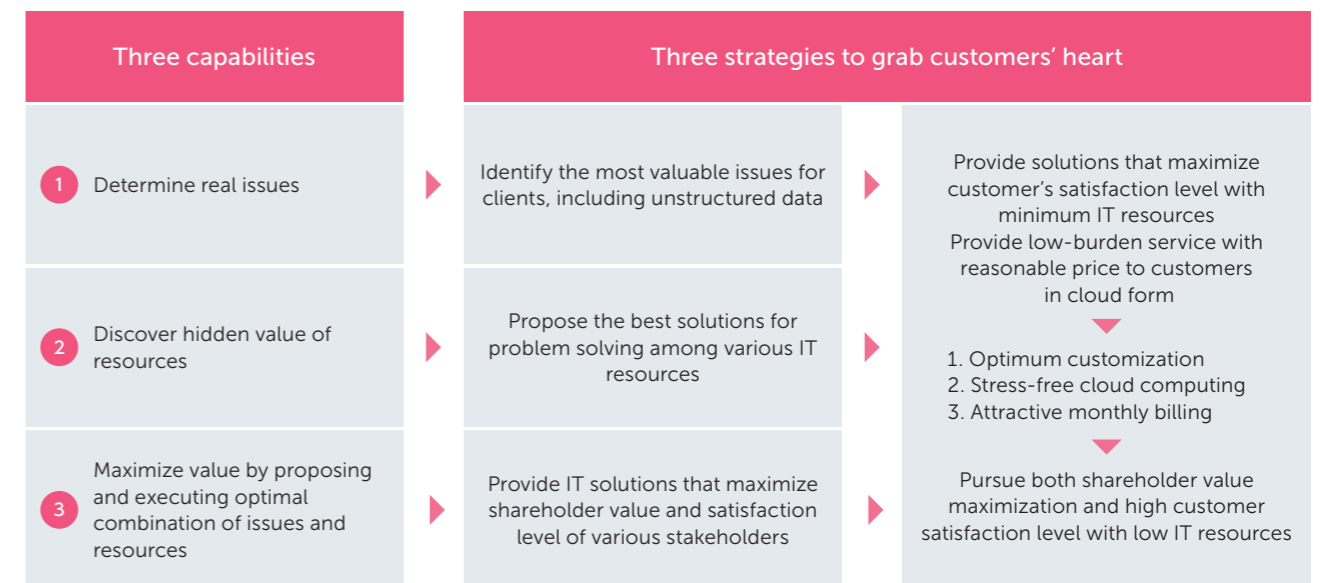 Three capabilities
Three strategies to grab customers’ heart
1
Determine real issues
Identify the most valuable issues for
clients, including unstructured data
2
Discover hidden value of
resources
Propose the best solutions for
problem solving among various IT
resources
3
Maximize value by proposing
and executing optimal
combination of issues and
resources
Provide IT solutions that maximize
shareholder value and satisfaction
level of various stakeholders
Provide solutions that maximize
customer’s satisfaction level with
minimum IT resources
Provide low-burden service with
reasonable price to customers
in cloud form
1. Optimum customization
2. Stress-free cloud computing
3. Attractive monthly billing
Pursue both shareholder value
maximization and high customer
satisfaction level with low IT resources